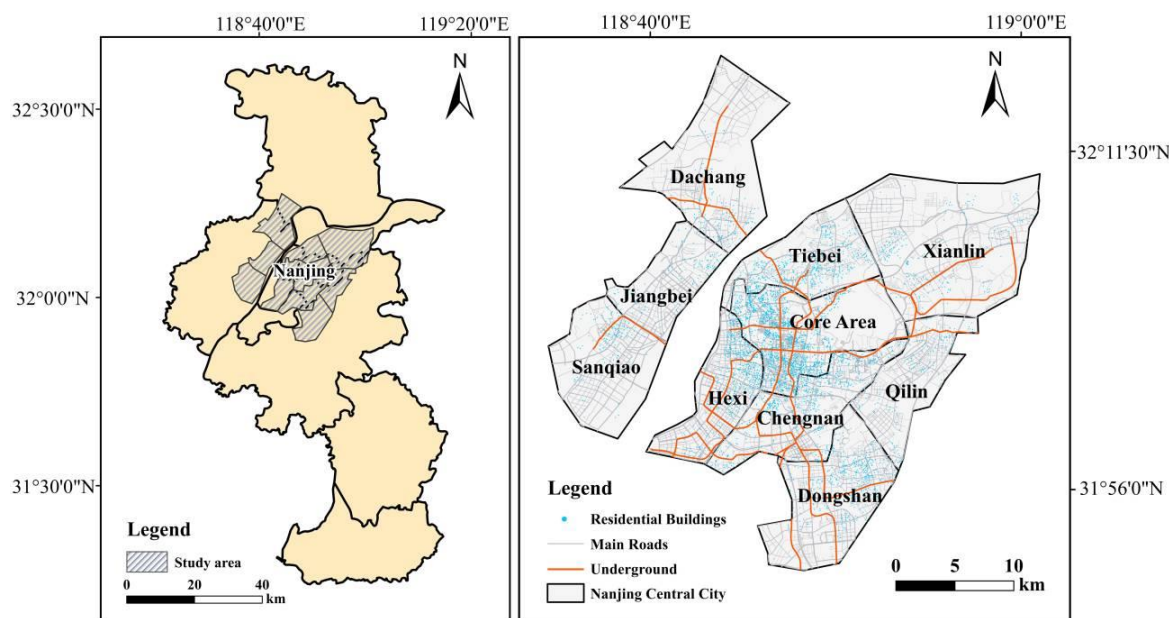 118°40'0"E
119°20'0"E
N
32°30'0"N
32°0'0"N
31°30'0"N
Nanjing
Legend
Study area
0 20 40
km
118°40'0"E
119°0'0"E
N
32°11'30"N
31°56'0"N
Dachang
Tiebei
Xianlin
Jiangbei
Core Area
Sanqiao
Qilin
Hexi
Chengnan
Dongshan
Legend
Residential Buildings
Main Roads
Underground
Nanjing Central City
0 5 10
km